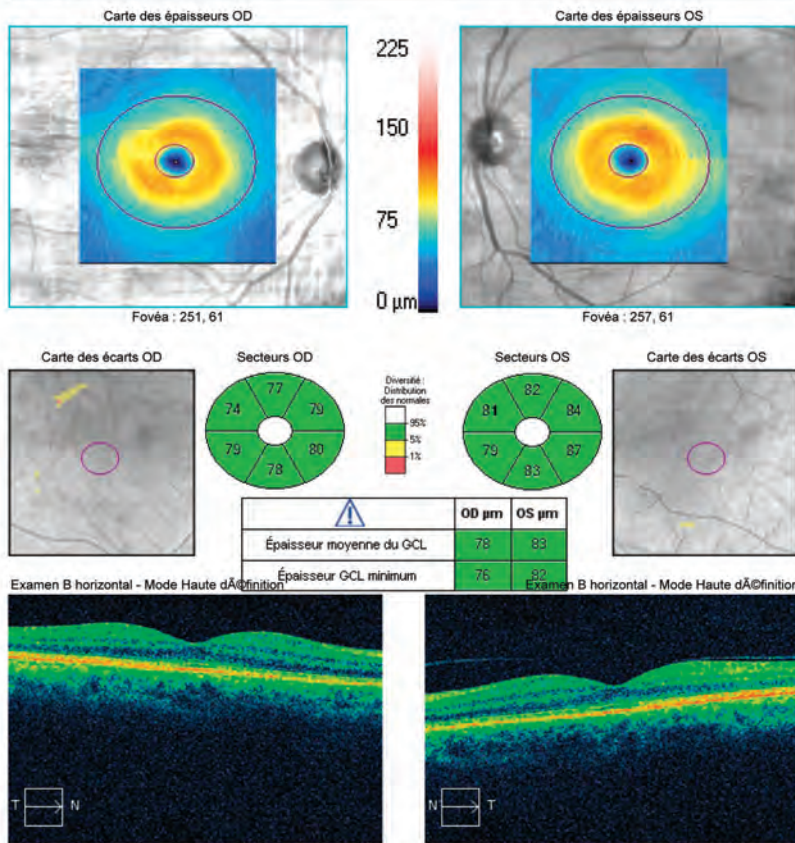 Carte des épaisseurs OD
Carte des épaisseurs OS
225
150
75
0 µm
Fovéa : 251, 61
Fovéa : 257, 61
Carte des écarts OD
Secteurs OD
Secteurs OS
Carte des écarts OS
Diversifié :
Distribution
des normales
95%
5%
1%
77
74
79
79
80
78
82
81
84
79
87
83
OD µm
OS µm
Épaisseur moyenne du GCL
78
83
Épaisseur GCL minimum
76
82
Examen B horizontal - Mode Haute dÃ©finition
Examen B horizontal - Mode Haute dÃ©finition
T
N
N
T